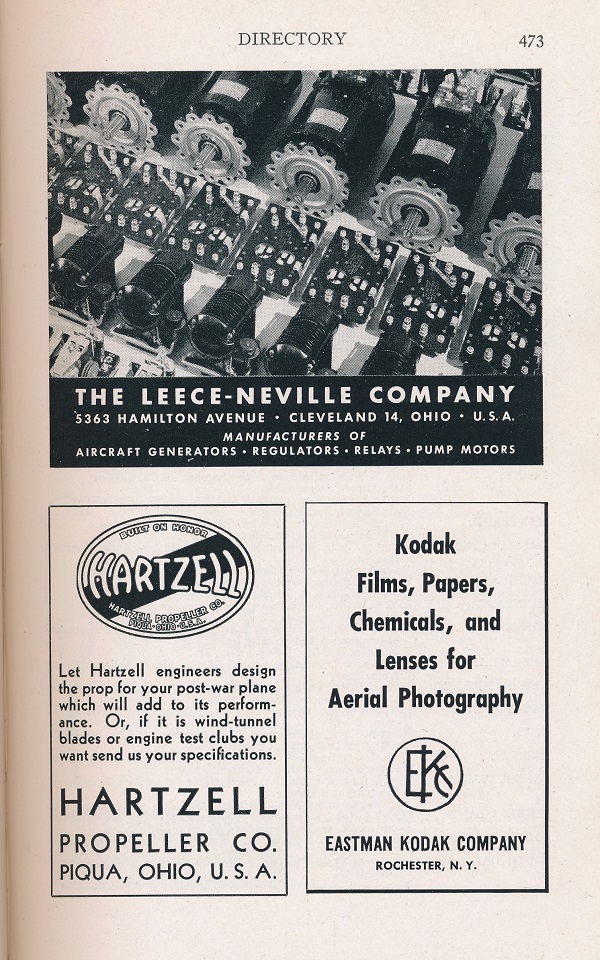 DIRECTORY 473
THE LEECE-NEVILLE COMPANY
5363 HAMILTON AVENUE • CLEVELAND 14, OHIO • U.S.A.
MANUFACTURERS OF
AIRCRAFT GENERATORS • REGULATORS • RELAYS • PUMP MOTORS
BUILT ON HONOR
HARTZELL
HARTZELL PROPELLER CO.
PIQUA-OHIO-U.S.A.
Let Hartzell engineers design
the prop for your post-war plane
which will add to its perform-
ance. Or, if it is wind-tunnel
blades or engine test clubs you
want send us your specifications.
HARTZELL
PROPELLER CO.
PIQUA, OHIO, U. S. A.
Kodak
Films, Papers,
Chemicals, and
Lenses for
Aerial Photography
EKC
EASTMAN KODAK COMPANY
ROCHESTER, N. Y.